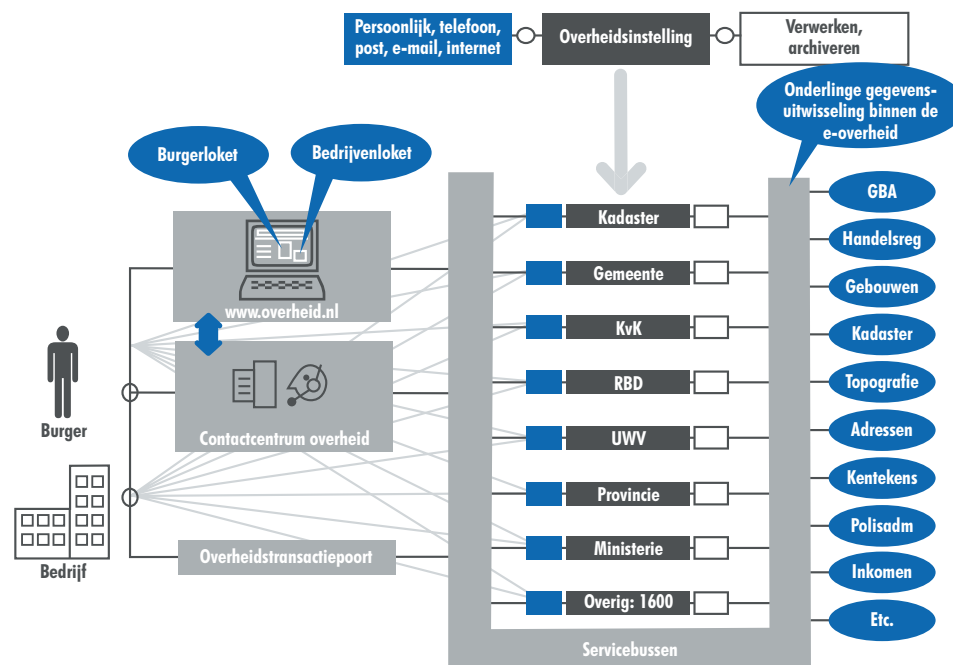 Persoonlijk, telefoon,
post, e-mail, internet
Overheidsinstelling
Verwerken,
archiveren
Onderlinge gegevens-
uitwisseling binnen de
e-overheid
Burgerloket
Bedrijvenloket
www.overheid.nl
Contactcentrum overheid
Overheidstransactiepoort
Burger
Bedrijf
Kadaster
Gemeente
KvK
RBD
UWV
Provincie
Ministerie
Overig: 1600
Servicebussen
GBA
Handelsreg
Gebouwen
Kadaster
Topografie
Adressen
Kentekens
Polisadm
Inkomen
Etc.